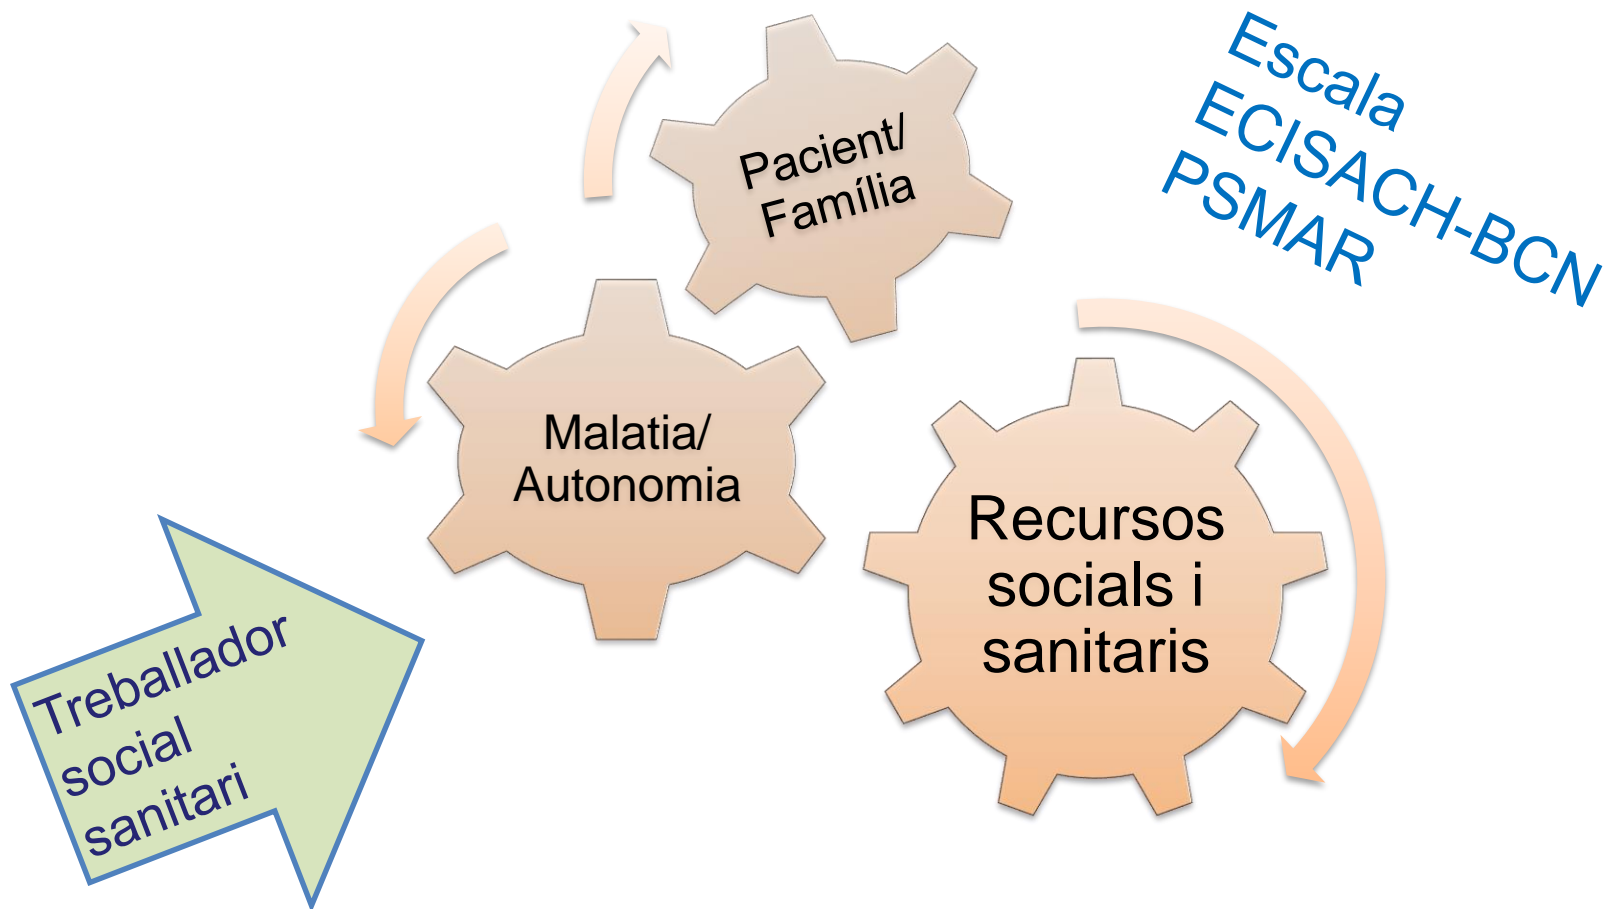 Escala
ECISACH-BCN
PSMAR
Pacient/
Família
Malatia/
Autonomia
Recursos
socials i
sanitaris
Treballador
social
sanitari